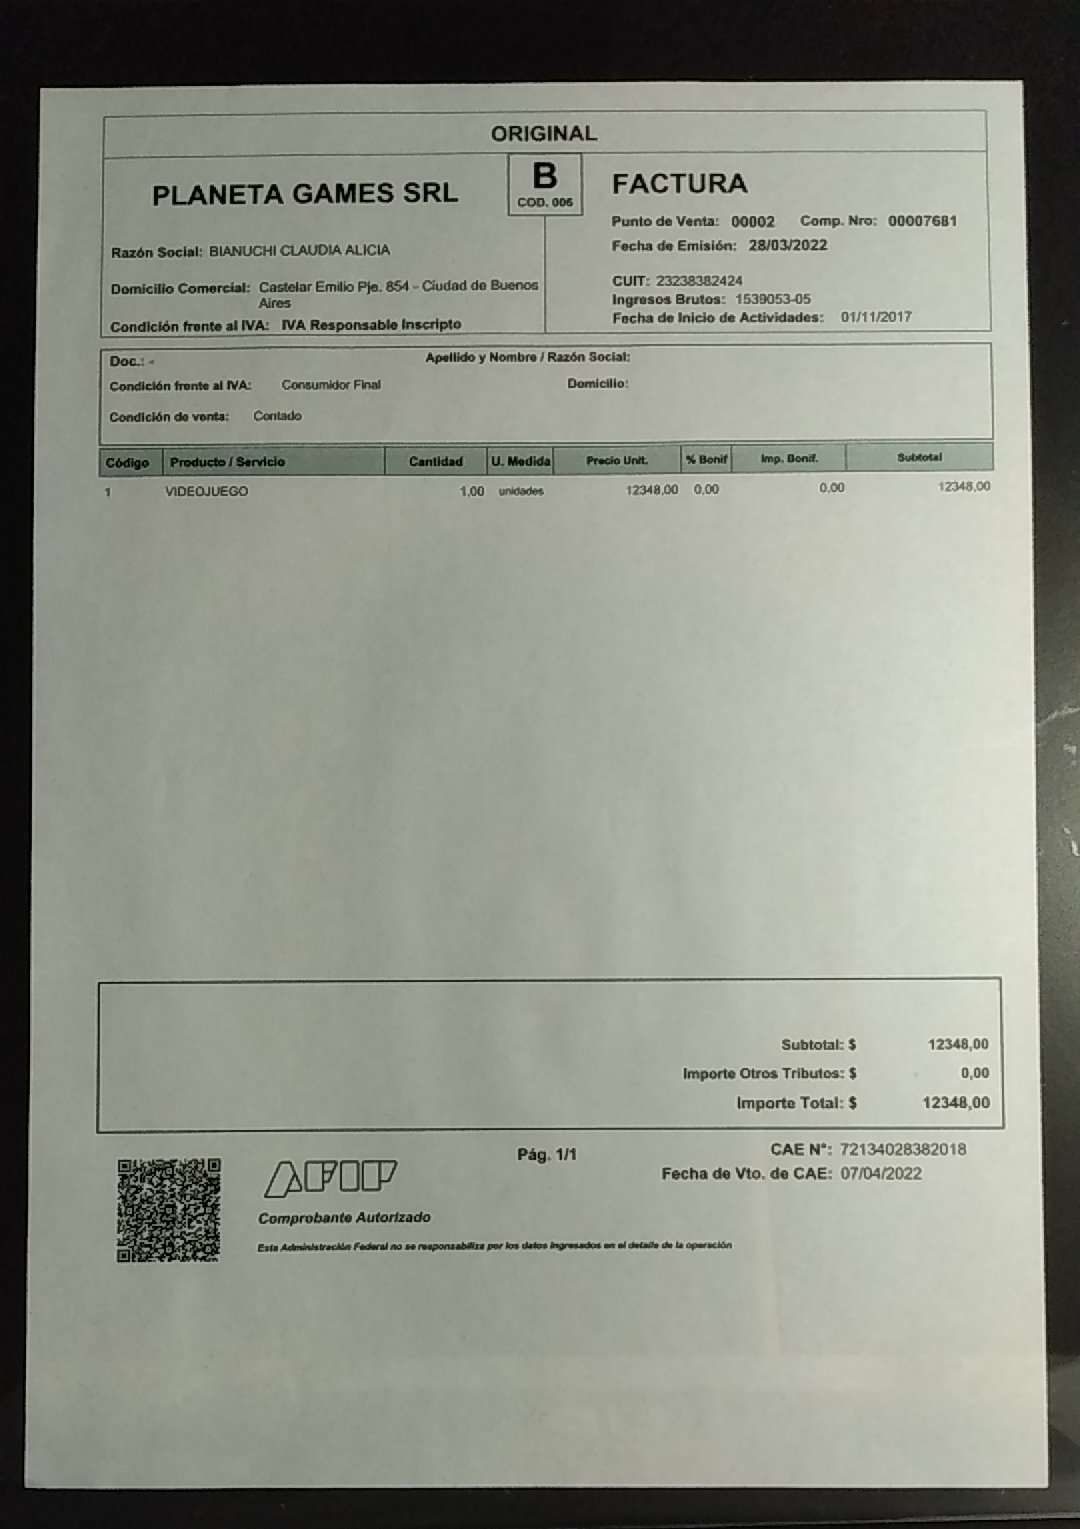 ORIGINAL
PLANETA GAMES SRL
B
COD. 006
FACTURA
Punto de Venta: 00002 Comp. Nro: 00007681
Fecha de Emisión: 28/03/2022
Razón Social: BIANUCHI CLAUDIA ALICIA
Domicilio Comercial: Castelar Emilio Pje. 854 - Ciudad de Buenos
Aires
Condición frente al IVA: IVA Responsable Inscripto
CUIT: 23238382424
Ingresos Brutos: 1539053-05
Fecha de Inicio de Actividades: 01/11/2017
Doc.: - Apellido y Nombre / Razón Social:
Condición frente al IVA: Consumidor Final Domicilio:
Condición de venta: Contado
Código Producto / Servicio Cantidad U. Medida Precio Unit. % Bonif Imp. Bonif. Subtotal
1 VIDEOJUEGO 1,00 unidades 12348,00 0,00 0,00 12348,00
Subtotal: $ 12348,00
Importe Otros Tributos: $ 0,00
Importe Total: $ 12348,00
AFIP
Pág. 1/1
CAE N°: 72134028382018
Fecha de Vto. de CAE: 07/04/2022
Comprobante Autorizado
Esta Administración Federal no se responsabiliza por los datos ingresados en el detalle de la operación